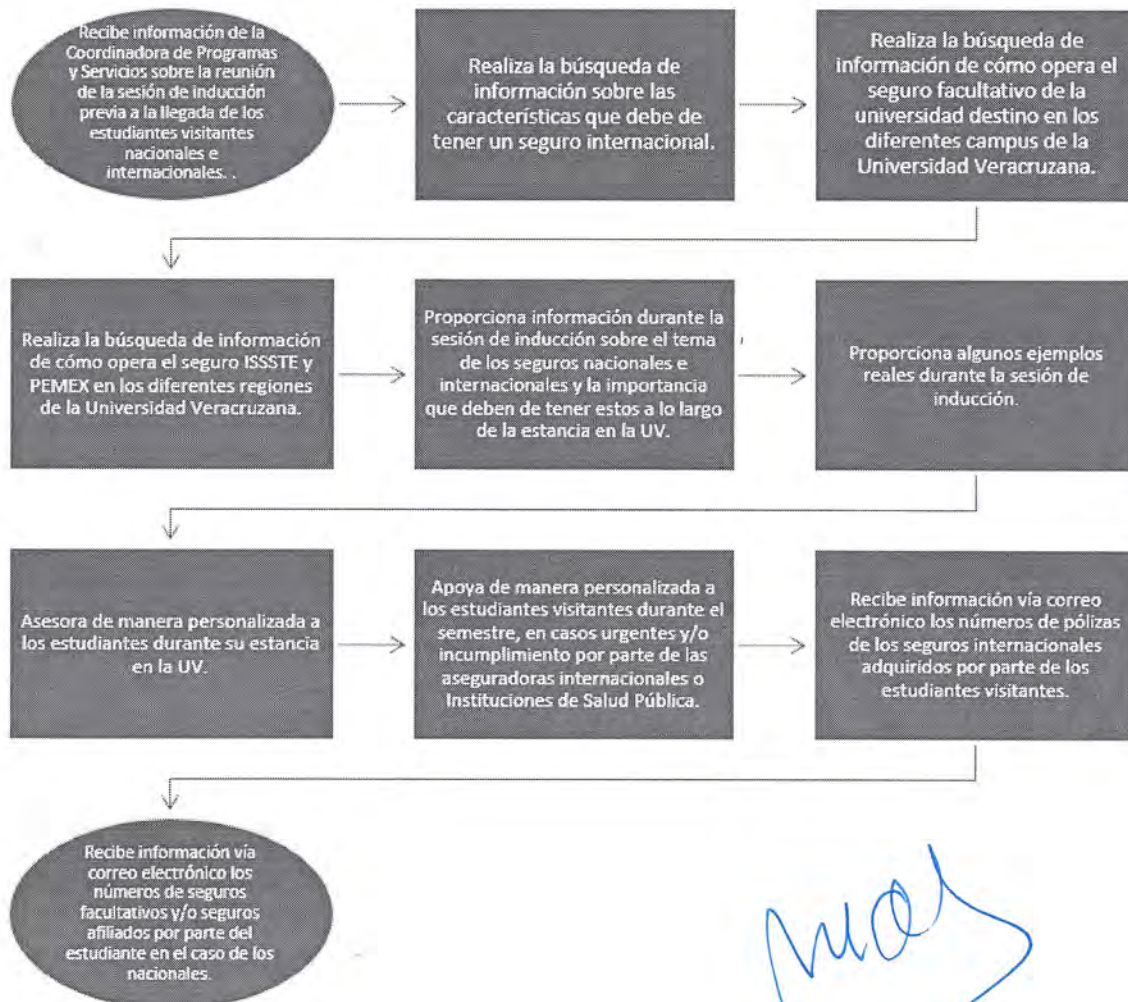 Recibe información de la
Coordinadora de Programas
y Servicios sobre la reunión
de la sesión de inducción
previa a la llegada de los
estudiantes visitantes
nacionales e
internacionales. .
Realiza la búsqueda de
información sobre las
características que debe de
tener un seguro internacional.
Realiza la búsqueda de
información de cómo opera el
seguro facultativo de la
universidad destino en los
diferentes campus de la
Universidad Veracruzana.
Realiza la búsqueda de información
de cómo opera el seguro ISSSTE y
PEMEX en los diferentes regiones
de la Universidad Veracruzana.
Proporciona información durante la
sesión de inducción sobre el tema
de los seguros nacionales e
internacionales y la importancia
que deben de tener estos a lo largo
de la estancia en la UV.
Proporciona algunos ejemplos
reales durante la sesión de
inducción.
Asesora de manera personalizada a
los estudiantes durante su estancia
en la UV.
Apoya de manera personalizada a
los estudiantes visitantes durante el
semestre, en casos urgentes y/o
incumplimiento por parte de las
aseguradoras internacionales o
Instituciones de Salud Pública.
Recibe información vía correo
electrónico los números de pólizas
de los seguros internacionales
adquiridos por parte de los
estudiantes visitantes.
Recibe información vía
correo electrónico los
números de seguros
facultativos y/o seguros
afiliados por parte del
estudiante en el caso de los
nacionales.